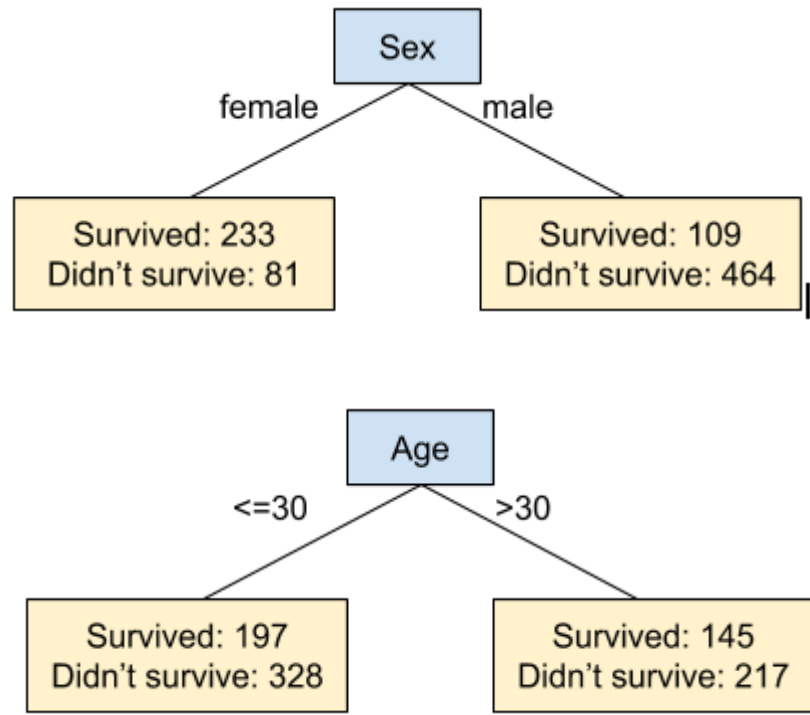 Sex
female
male
Survived: 233
Didn’t survive: 81
Survived: 109
Didn’t survive: 464
Age
<=30
>30
Survived: 197
Didn’t survive: 328
Survived: 145
Didn’t survive: 217